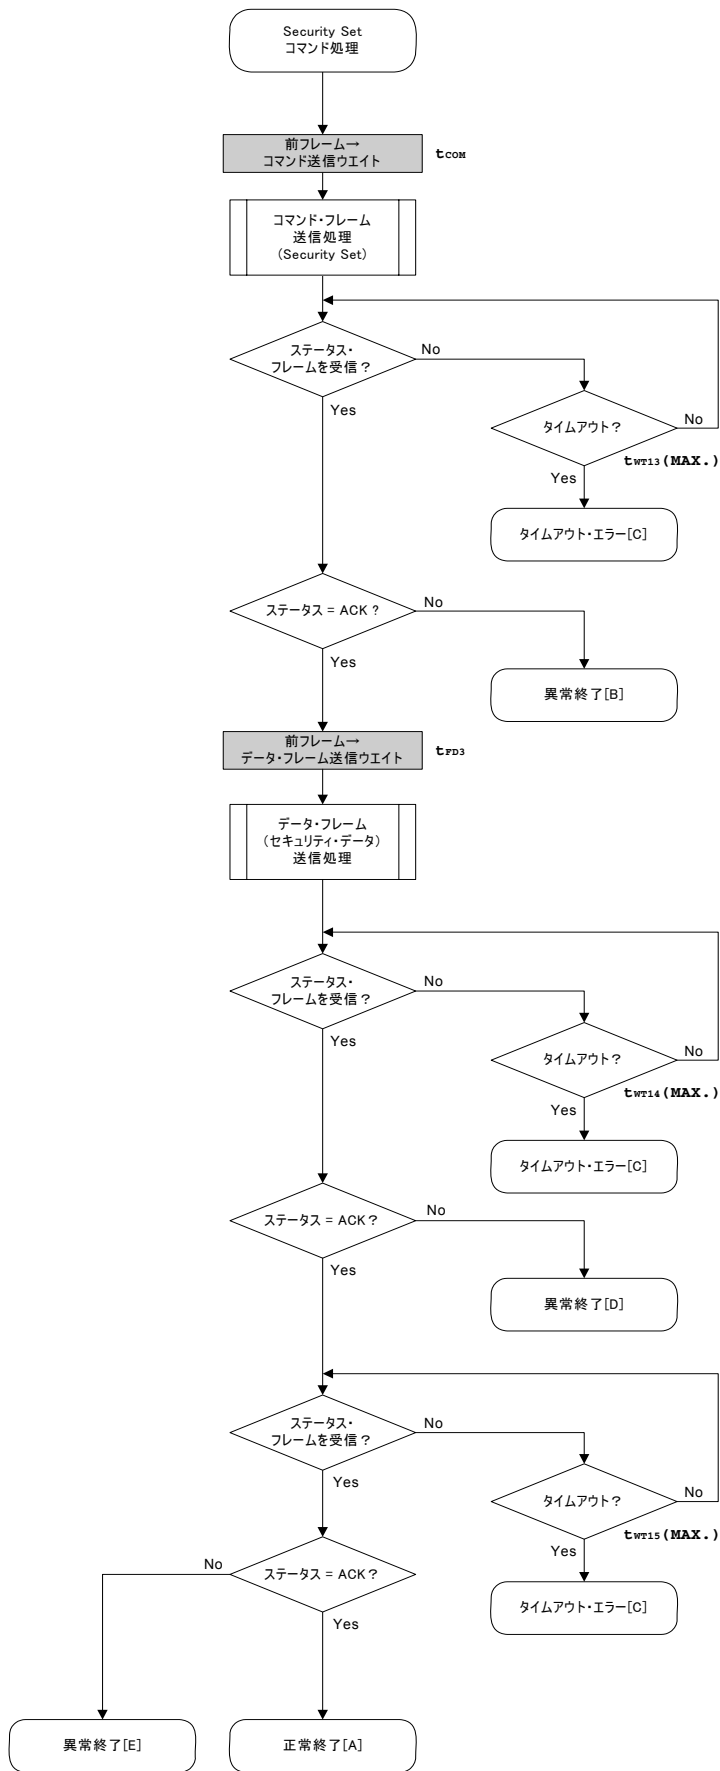 Security Set
コマンド処理
前フレーム→
コマンド送信ウエイト
tCOM
コマンド・フレーム
送信処理
(Security Set)
ステータス・
フレームを受信？
No
Yes
タイムアウト？
No
tWT13(MAX.)
Yes
タイムアウト・エラー[C]
ステータス = ACK？
No
Yes
異常終了[B]
前フレーム→
データ・フレーム送信ウエイト
tFD3
データ・フレーム
(セキュリティ・データ)
送信処理
ステータス・
フレームを受信？
No
Yes
タイムアウト？
No
tWT14(MAX.)
Yes
タイムアウト・エラー[C]
ステータス = ACK？
No
Yes
異常終了[D]
ステータス・
フレームを受信？
No
Yes
タイムアウト？
No
tWT15(MAX.)
Yes
タイムアウト・エラー[C]
ステータス = ACK？
No
Yes
異常終了[E]
正常終了[A]